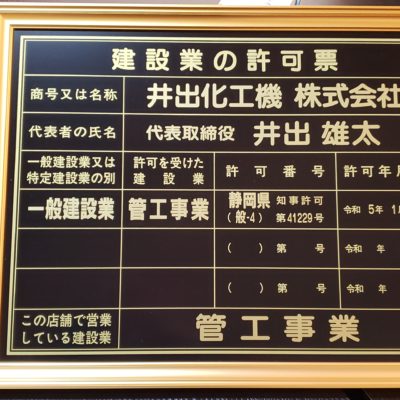 建設業の許可票
商号又は名称 井出化工機 株式会社
代表者の氏名 代表取締役 井出 雄太
一般建設業又は特定建設業の別 許可を受けた建設業 許可番号 許可年月
一般建設業 管工事業 静岡県 知事許可 (般-4) 第41229号 令和 5年 1
( ) 第 号 令和 年
( ) 第 号 令和 年
この店舗で営業している建設業 管工事業